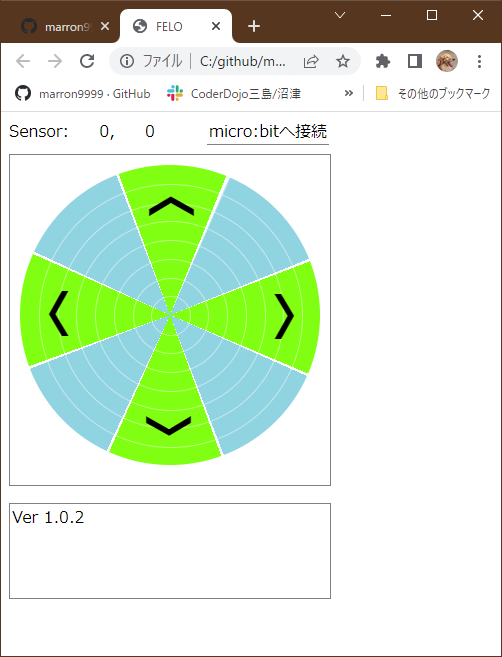 marron9
FELO
ファイル
C:/github/m...
marron9999 · GitHub
CoderDojo三島/沼津
その他のブックマーク
Sensor: 0, 0
micro:bitへ接続
Ver 1.0.2